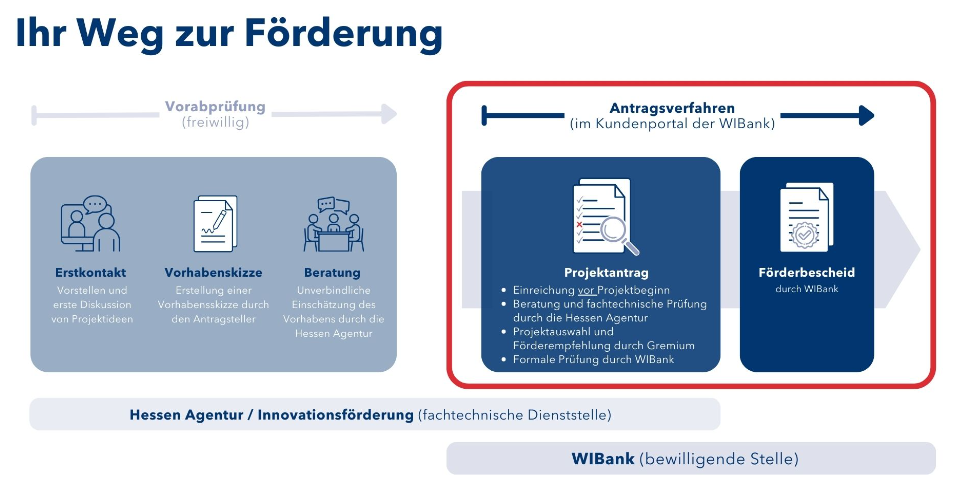 Ihr Weg zur Förderung
Vorabprüfung
(freiwillig)
Antragsverfahren
(im Kundenportal der WIBank)
Erstkontakt
Vorstellen und
erste Diskussion
von Projektideen
Vorhabenskizze
Erstellung einer
Vorhabensskizze durch
den Antragsteller
Beratung
Unverbindliche
Einschätzung des
Vorhabens durch die
Hessen Agentur
Projektantrag
• Einreichung vor Projektbeginn
• Beratung und fachtechnische Prüfung
durch die Hessen Agentur
• Projektauswahl und
Förderempfehlung durch Gremium
• Formale Prüfung durch WIBank
Förderbescheid
durch WIBank
Hessen Agentur / Innovationsförderung (fachtechnische Dienststelle)
WIBank (bewilligende Stelle)